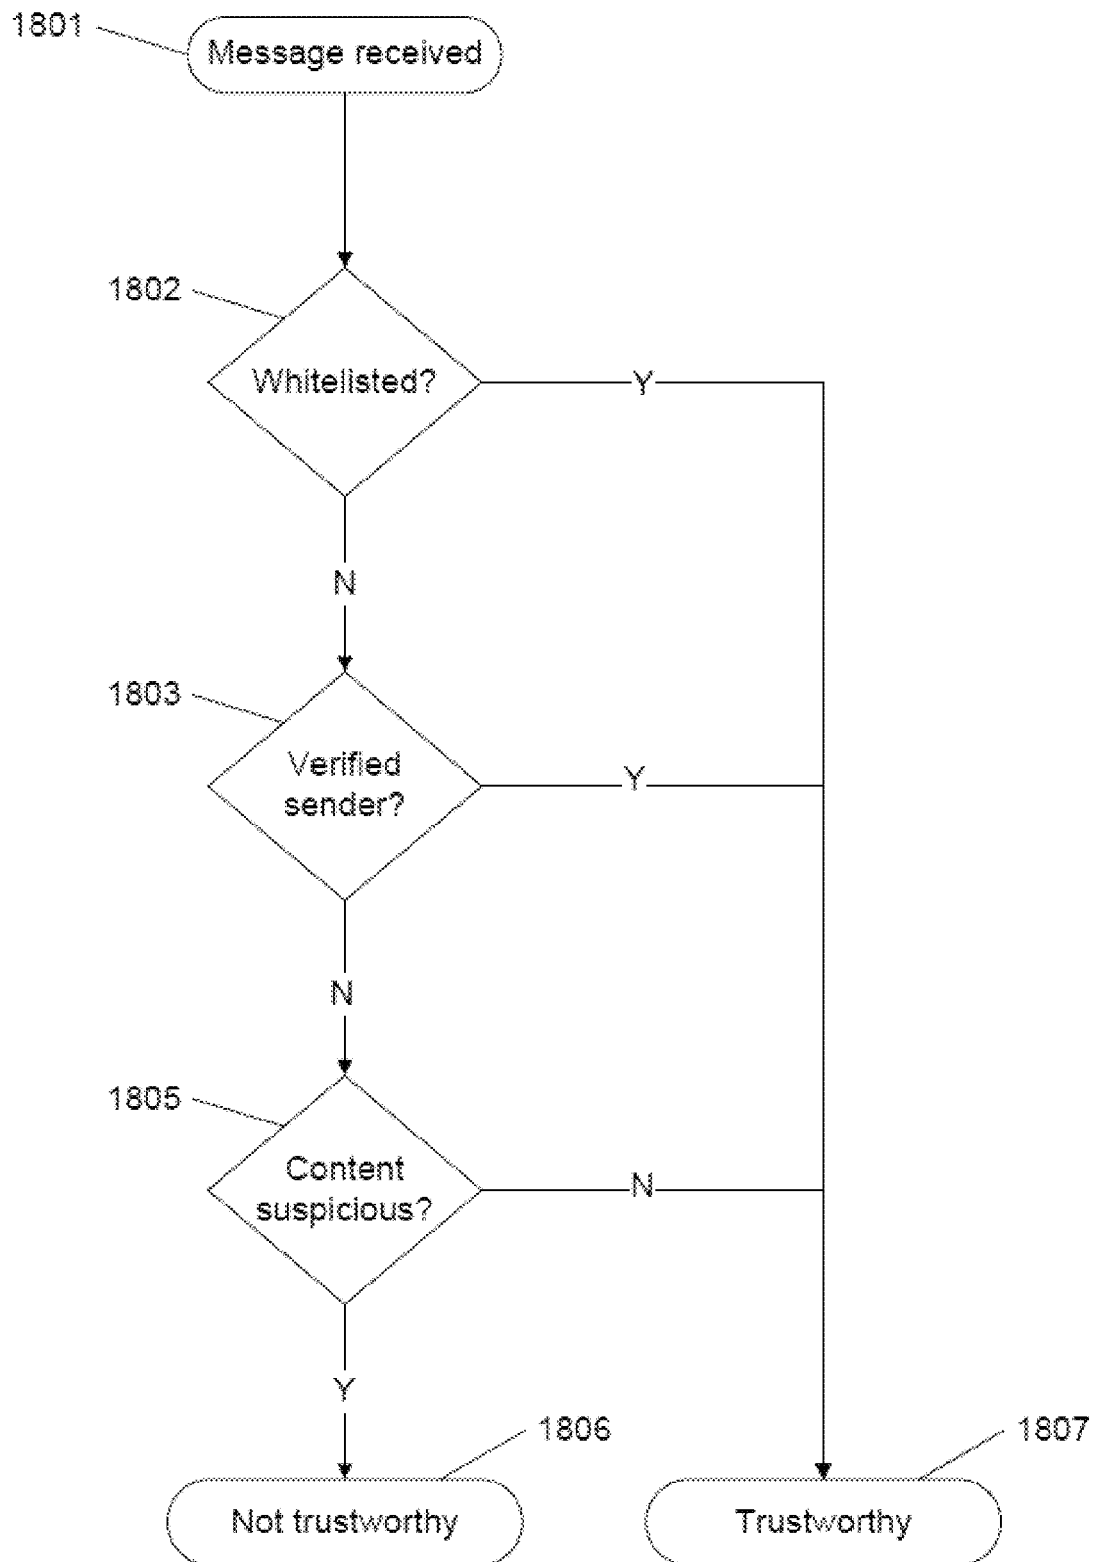 1801
Message received
1802
Whitelisted?
Y
N
1803
Verified
sender?
Y
N
1805
Content
suspicious?
N
Y
1806
1807
Not trustworthy
Trustworthy